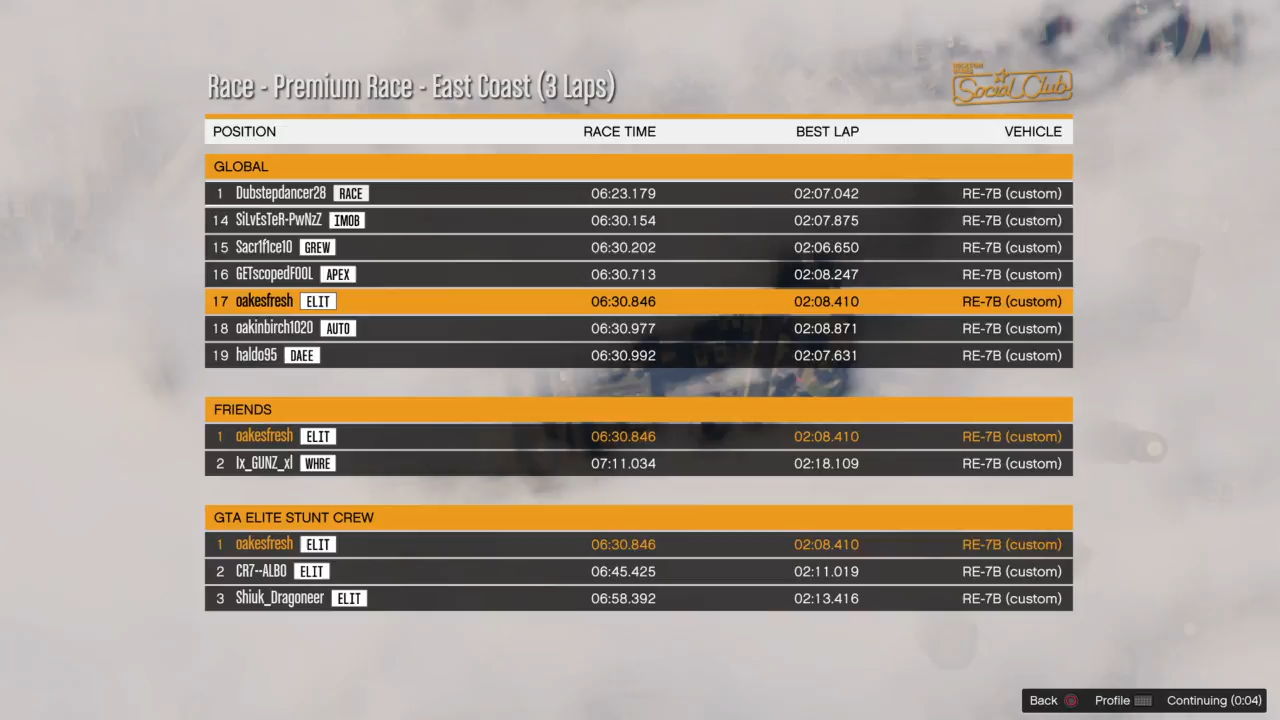 Race - Premium Race - East Coast (3 Laps)
ROCKSTAR GAMES Social Club
POSITION RACE TIME BEST LAP VEHICLE
GLOBAL
1 Dubstepdancer28 RACE 06:23.179 02:07.042 RE-7B (custom)
14 SiLvEsTeR-PwNzZ IMOB 06:30.154 02:07.875 RE-7B (custom)
15 Sacr1f1ce10 GREW 06:30.202 02:06.650 RE-7B (custom)
16 GETscopedF00L APEX 06:30.713 02:08.247 RE-7B (custom)
17 oakesfresh ELIT 06:30.846 02:08.410 RE-7B (custom)
18 oakinbirch1020 AUTO 06:30.977 02:08.871 RE-7B (custom)
19 haldo95 DAEE 06:30.992 02:07.631 RE-7B (custom)
FRIENDS
1 oakesfresh ELIT 06:30.846 02:08.410 RE-7B (custom)
2 Ix_GUNZ_xI WHRE 07:11.034 02:18.109 RE-7B (custom)
GTA ELITE STUNT CREW
1 oakesfresh ELIT 06:30.846 02:08.410 RE-7B (custom)
2 CR7--ALB0 ELIT 06:45.425 02:11.019 RE-7B (custom)
3 Shiuk_Dragoneer ELIT 06:58.392 02:13.416 RE-7B (custom)
Back Profile Continuing (0:04)